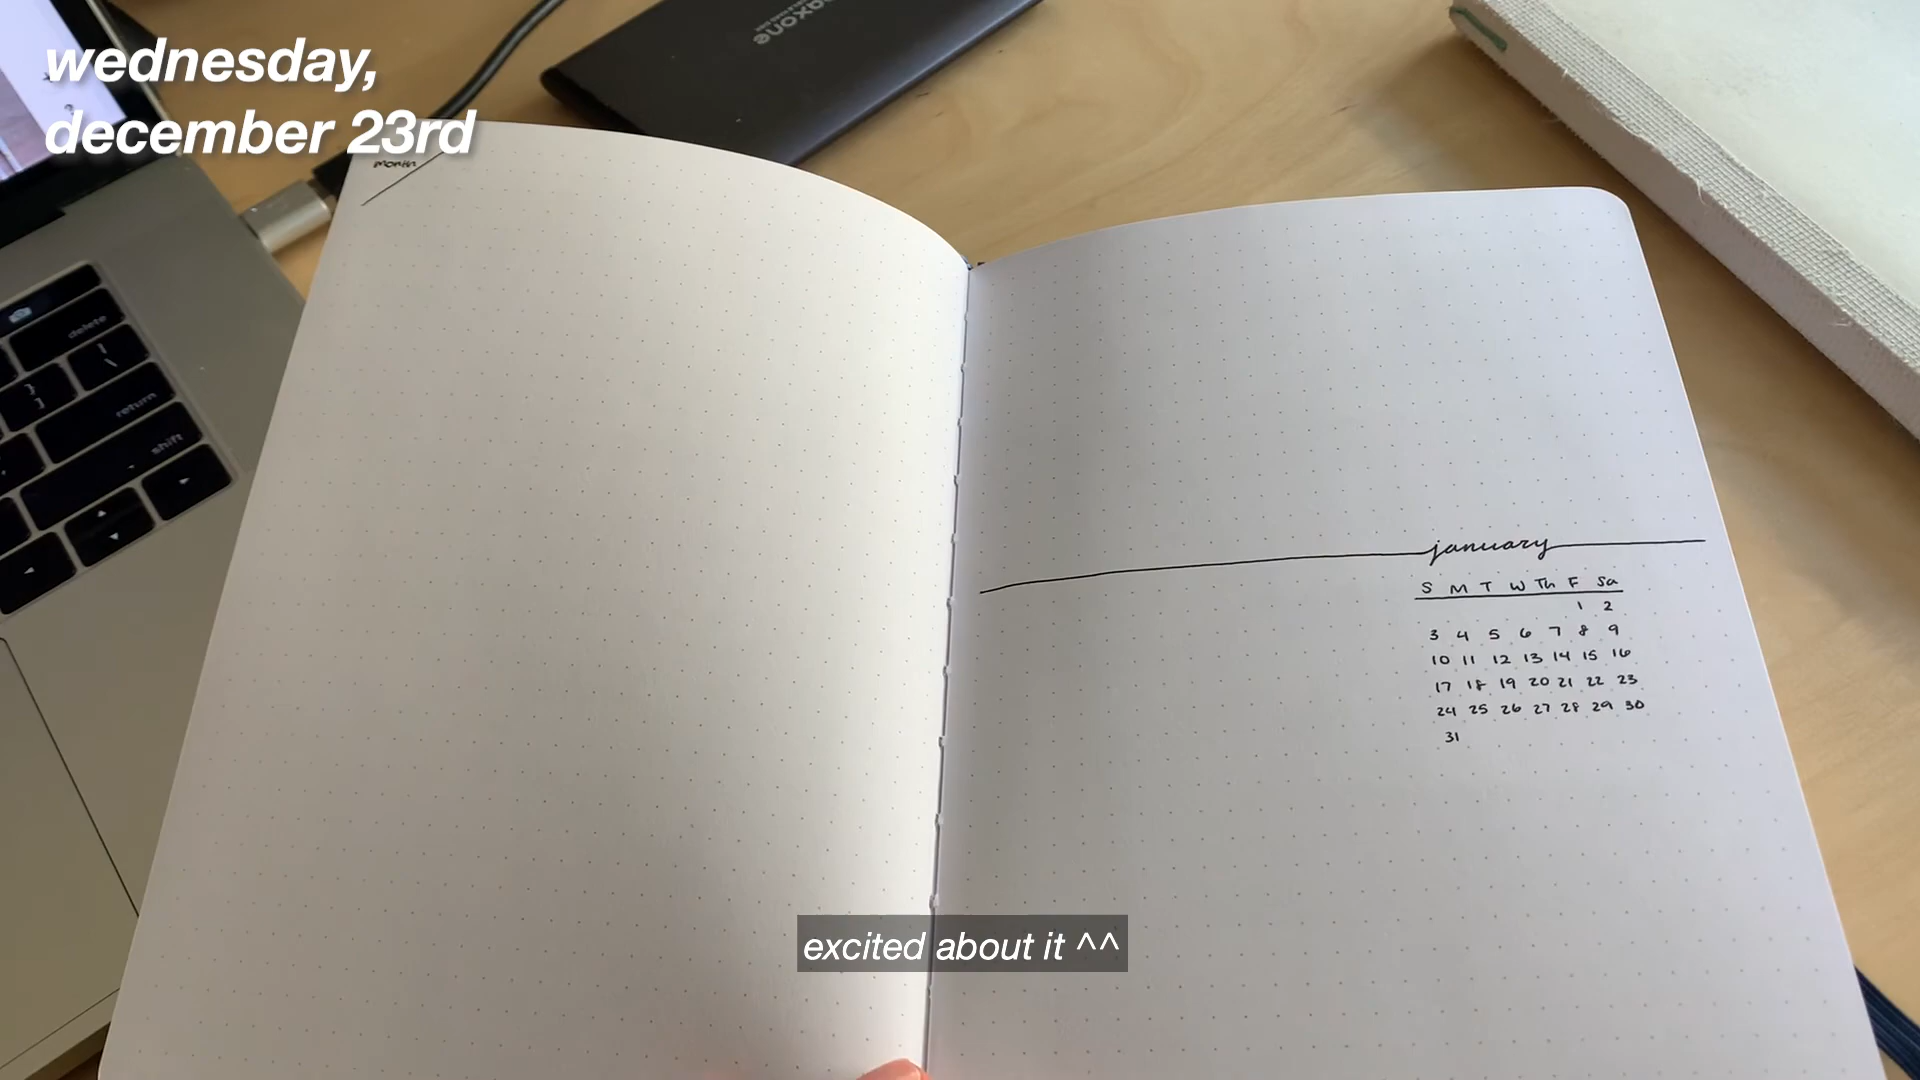 wednesday,
december 23rd
axone
month
delete
return
shift
january
S M T W Th F Sa
1 2
3 4 5 6 7 8 9
10 11 12 13 14 15 16
17 18 19 20 21 22 23
24 25 26 27 28 29 30
31
excited about it ^^